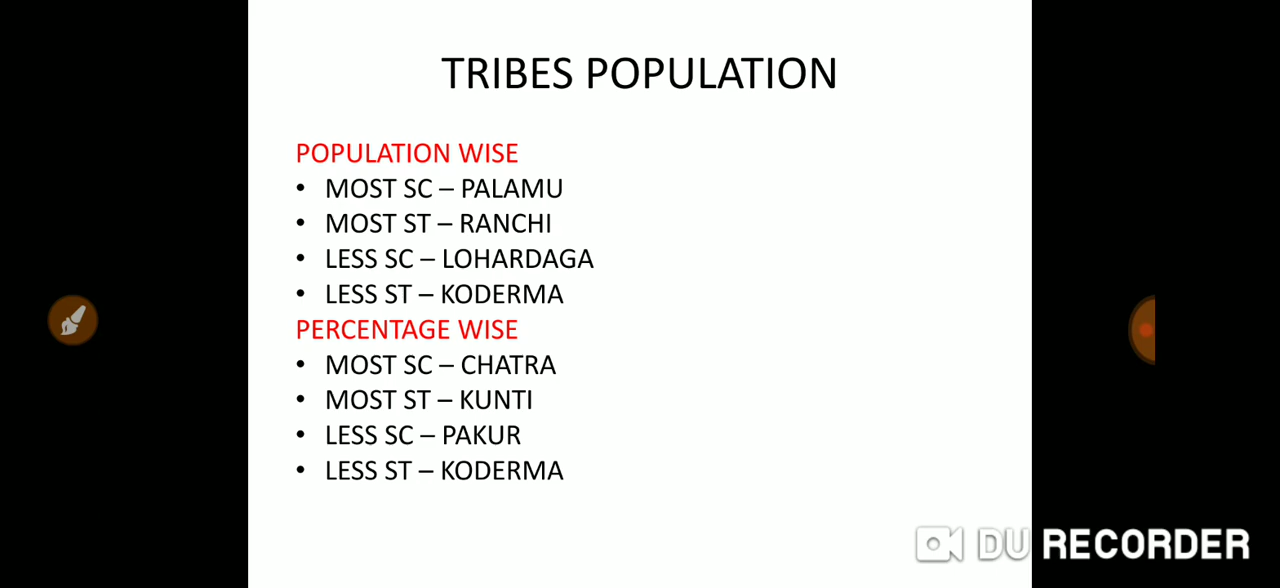 TRIBES POPULATION
POPULATION WISE
• MOST SC – PALAMU
• MOST ST – RANCHI
• LESS SC – LOHARDAGA
• LESS ST – KODERMA
PERCENTAGE WISE
• MOST SC – CHATRA
• MOST ST – KUNTI
• LESS SC – PAKUR
• LESS ST – KODERMA
DU RECORDER